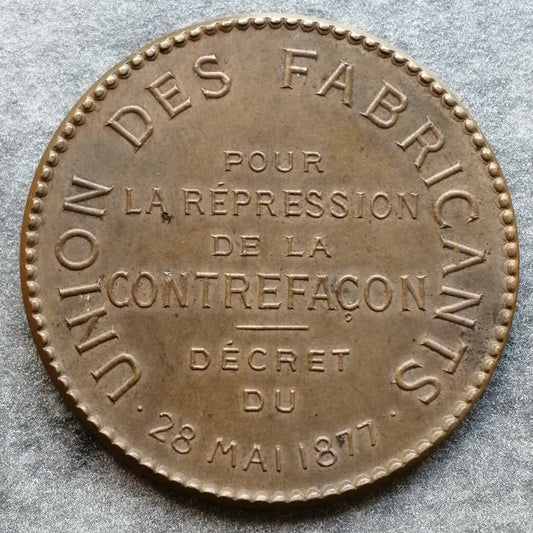 UNION DES FABRICANTS
POUR
LA RÉPRESSION
DE LA
CONTREFAÇON
DÉCRET
DU
· 28 MAI 1877 ·